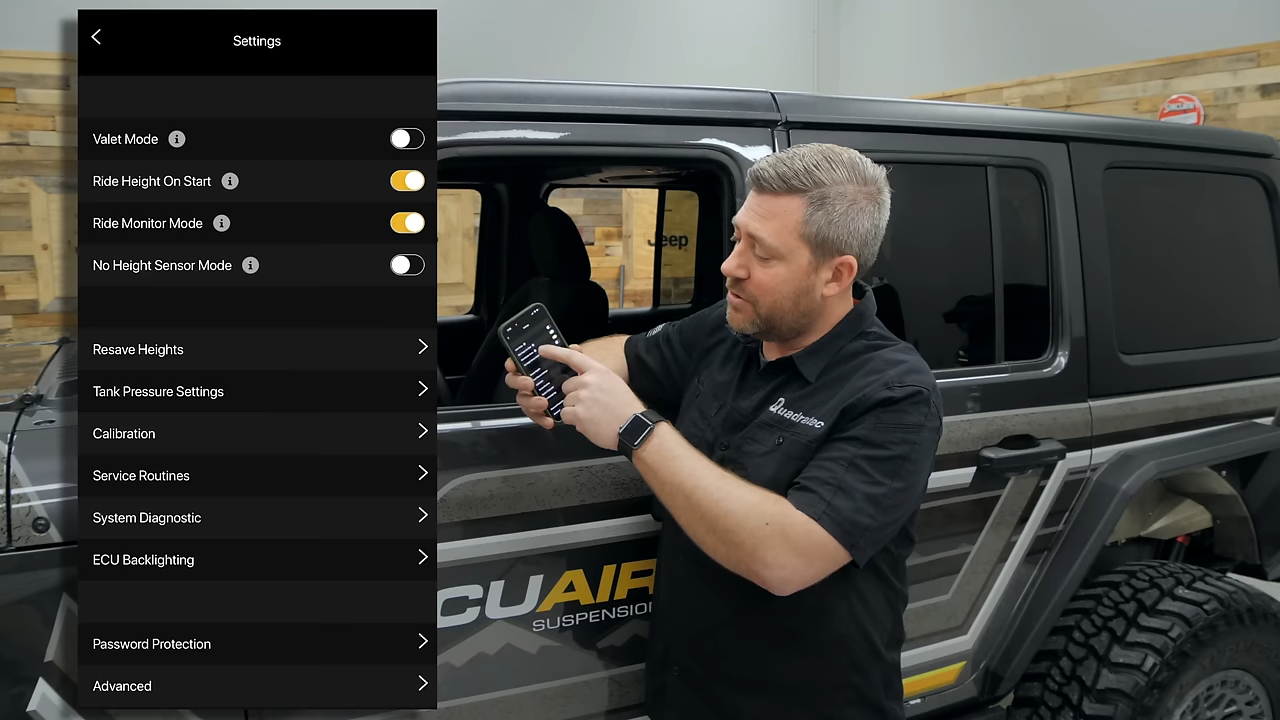 Settings
Valet Mode
Ride Height On Start
Ride Monitor Mode
No Height Sensor Mode
Resave Heights
Tank Pressure Settings
Calibration
Service Routines
System Diagnostic
ECU Backlighting
Password Protection
Advanced
Jeep
Quadratec
CUAIR
SUSPENSION